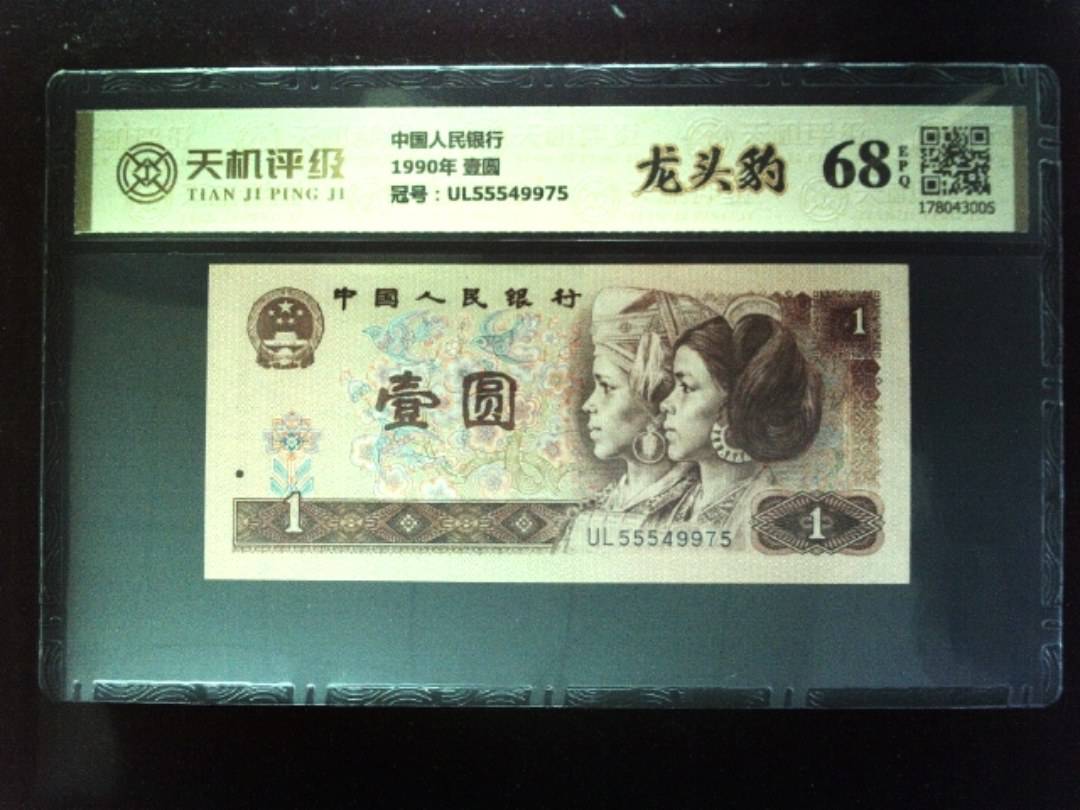 天机评级
TIAN JI PING JI
中国人民银行
1990年 壹圆
冠号：UL55549975
龙头豹
68
EPQ
178043005
中国人民银行
1
壹圆
1
UL55549975
1